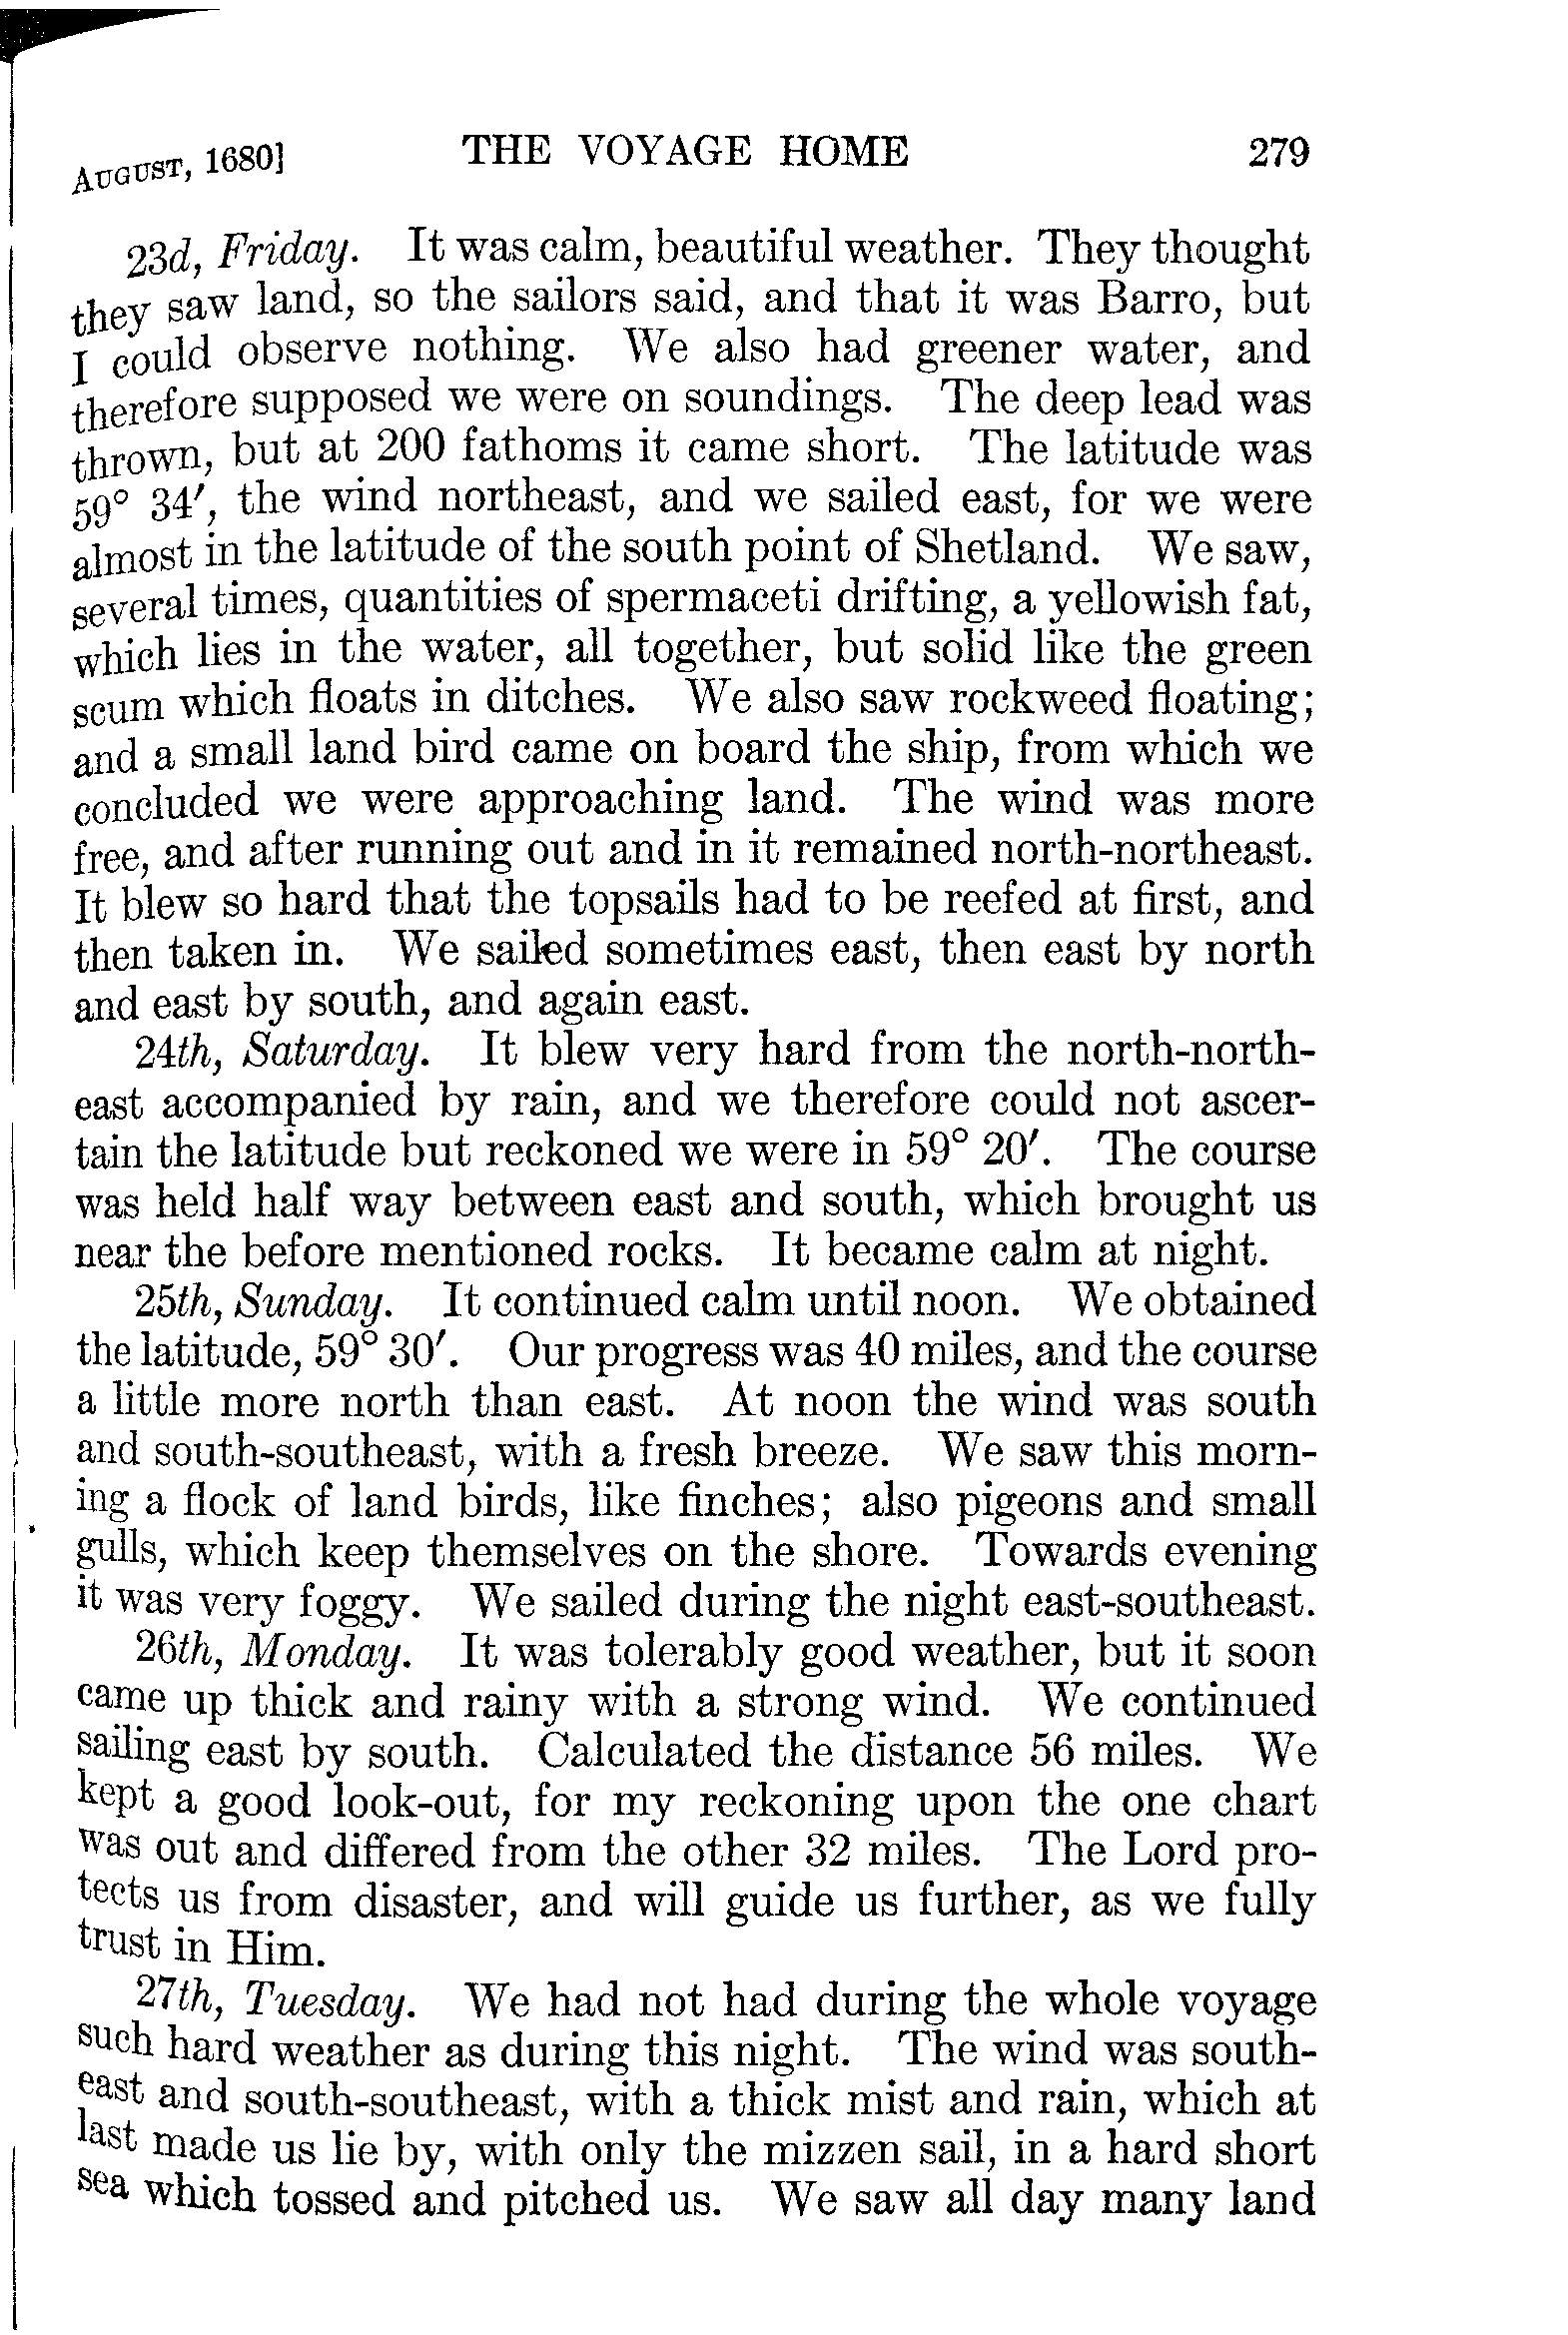 AUGUST, 1680] THE VOYAGE HOME 279
23d, Friday. It was calm, beautiful weather. They thought
they saw land, so the sailors said, and that it was Barro, but
I could observe nothing. We also had greener water, and
therefore supposed we were on soundings. The deep lead was
thrown, but at 200 fathoms it came short. The latitude was
59° 34′, the wind northeast, and we sailed east, for we were
almost in the latitude of the south point of Shetland. We saw,
several times, quantities of spermaceti drifting, a yellowish fat,
which lies in the water, all together, but solid like the green
scum which floats in ditches. We also saw rockweed floating;
and a small land bird came on board the ship, from which we
concluded we were approaching land. The wind was more
free, and after running out and in it remained north-northeast.
It blew so hard that the topsails had to be reefed at first, and
then taken in. We sailed sometimes east, then east by north
and east by south, and again east.
24th, Saturday. It blew very hard from the north-north-
east accompanied by rain, and we therefore could not ascer-
tain the latitude but reckoned we were in 59° 20′. The course
was held half way between east and south, which brought us
near the before mentioned rocks. It became calm at night.
25th, Sunday. It continued calm until noon. We obtained
the latitude, 59° 30′. Our progress was 40 miles, and the course
a little more north than east. At noon the wind was south
and south-southeast, with a fresh breeze. We saw this morn-
ing a flock of land birds, like finches; also pigeons and small
gulls, which keep themselves on the shore. Towards evening
it was very foggy. We sailed during the night east-southeast.
26th, Monday. It was tolerably good weather, but it soon
came up thick and rainy with a strong wind. We continued
sailing east by south. Calculated the distance 56 miles. We
kept a good look-out, for my reckoning upon the one chart
was out and differed from the other 32 miles. The Lord pro-
tects us from disaster, and will guide us further, as we fully
trust in Him.
27th, Tuesday. We had not had during the whole voyage
such hard weather as during this night. The wind was south-
east and south-southeast, with a thick mist and rain, which at
last made us lie by, with only the mizzen sail, in a hard short
sea which tossed and pitched us. We saw all day many land